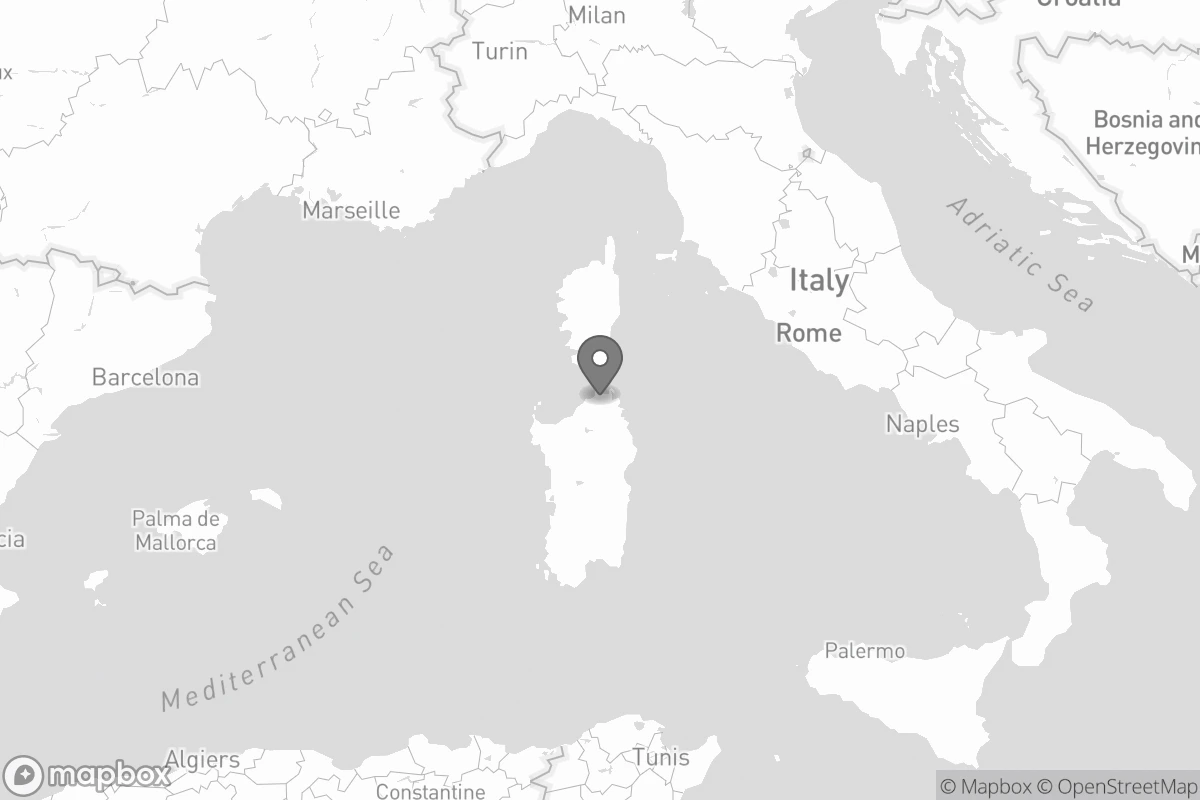 Milan
Croatia
Turin
ux
Bosnia and
Herzegovin
Marseille
Adriatic Sea
M
Italy
Rome
Barcelona
Naples
Palma de
Mallorca
cia
Mediterranean Sea
Palermo
Algiers
Tunis
Constantine
mapbox
© Mapbox © OpenStreetMap